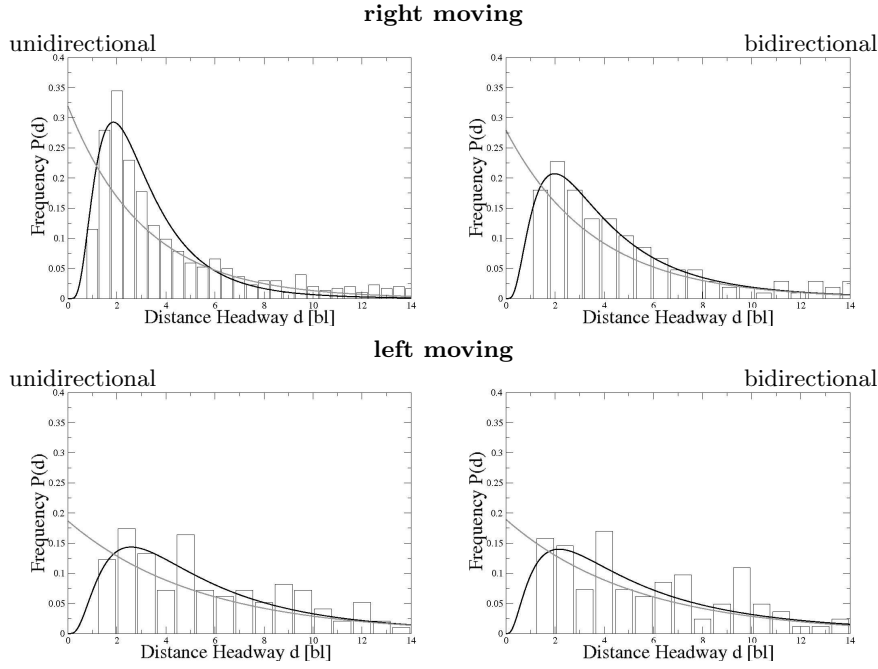 right moving
unidirectional
bidirectional
0.4
0.35
0.3
0.25
0.2
0.15
0.1
0.05
0
Frequency P(d)
0 2 4 6 8 10 12 14
Distance Headway d [bl]
0.4
0.35
0.3
0.25
0.2
0.15
0.1
0.05
0
Frequency P(d)
0 2 4 6 8 10 12 14
Distance Headway d [bl]
left moving
unidirectional
bidirectional
0.4
0.35
0.3
0.25
0.2
0.15
0.1
0.05
0
Frequency P(d)
0 2 4 6 8 10 12 14
Distance Headway d [bl]
0.4
0.35
0.3
0.25
0.2
0.15
0.1
0.05
0
Frequency P(d)
0 2 4 6 8 10 12 14
Distance Headway d [bl]